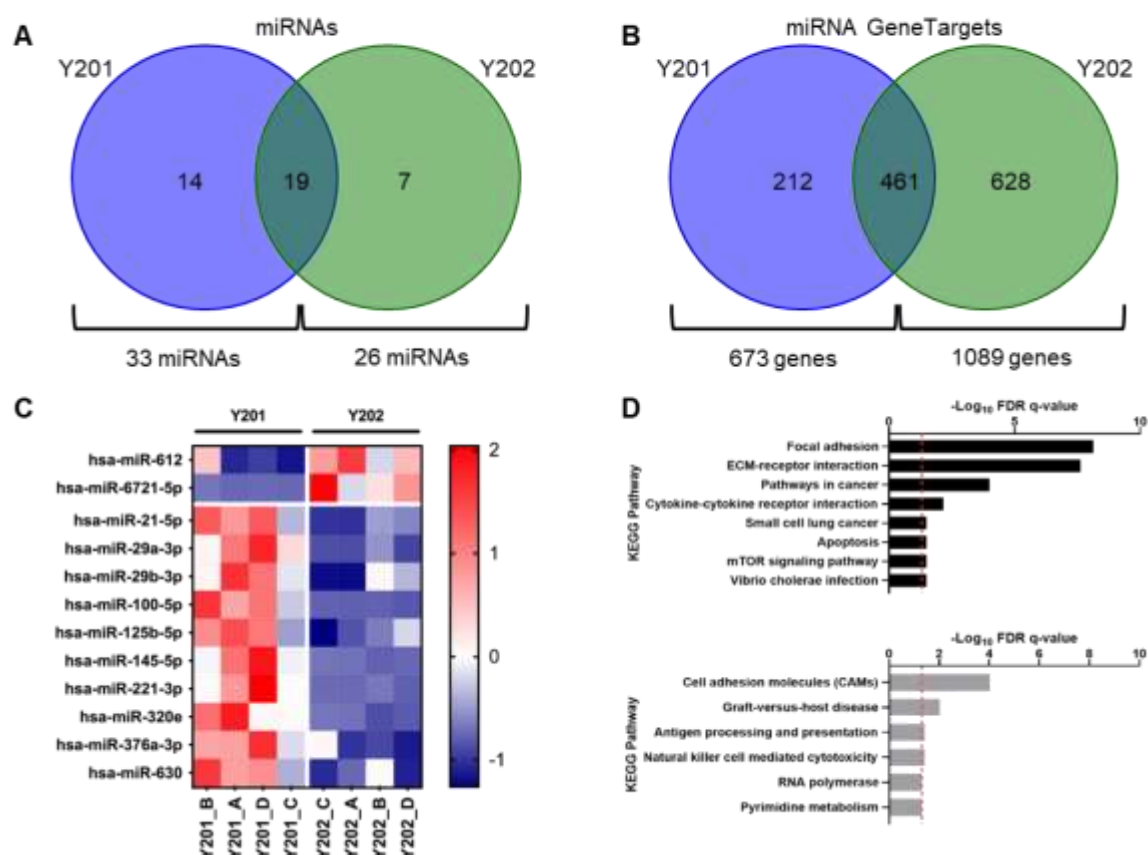 A
miRNAs
Y201
Y202
14
19
7
33 miRNAs
26 miRNAs
B
miRNA GeneTargets
Y201
Y202
212
461
628
673 genes
1089 genes
C
Y201
Y202
hsa-miR-612
hsa-miR-6721-5p
hsa-miR-21-5p
hsa-miR-29a-3p
hsa-miR-29b-3p
hsa-miR-100-5p
hsa-miR-125b-5p
hsa-miR-145-5p
hsa-miR-221-3p
hsa-miR-320e
hsa-miR-376a-3p
hsa-miR-630
Y201_B
Y201_A
Y201_D
Y201_C
Y202_C
Y202_A
Y202_B
Y202_D
2
1
0
-1
D
-Log10 FDR q-value
0
5
10
KEGG Pathway
Focal adhesion
ECM-receptor interaction
Pathways in cancer
Cytokine-cytokine receptor interaction
Small cell lung cancer
Apoptosis
mTOR signaling pathway
Vibrio cholerae infection
-Log10 FDR q-value
0
2
4
6
8
10
KEGG Pathway
Cell adhesion molecules (CAMs)
Graft-versus-host disease
Antigen processing and presentation
Natural killer cell mediated cytotoxicity
RNA polymerase
Pyrimidine metabolism